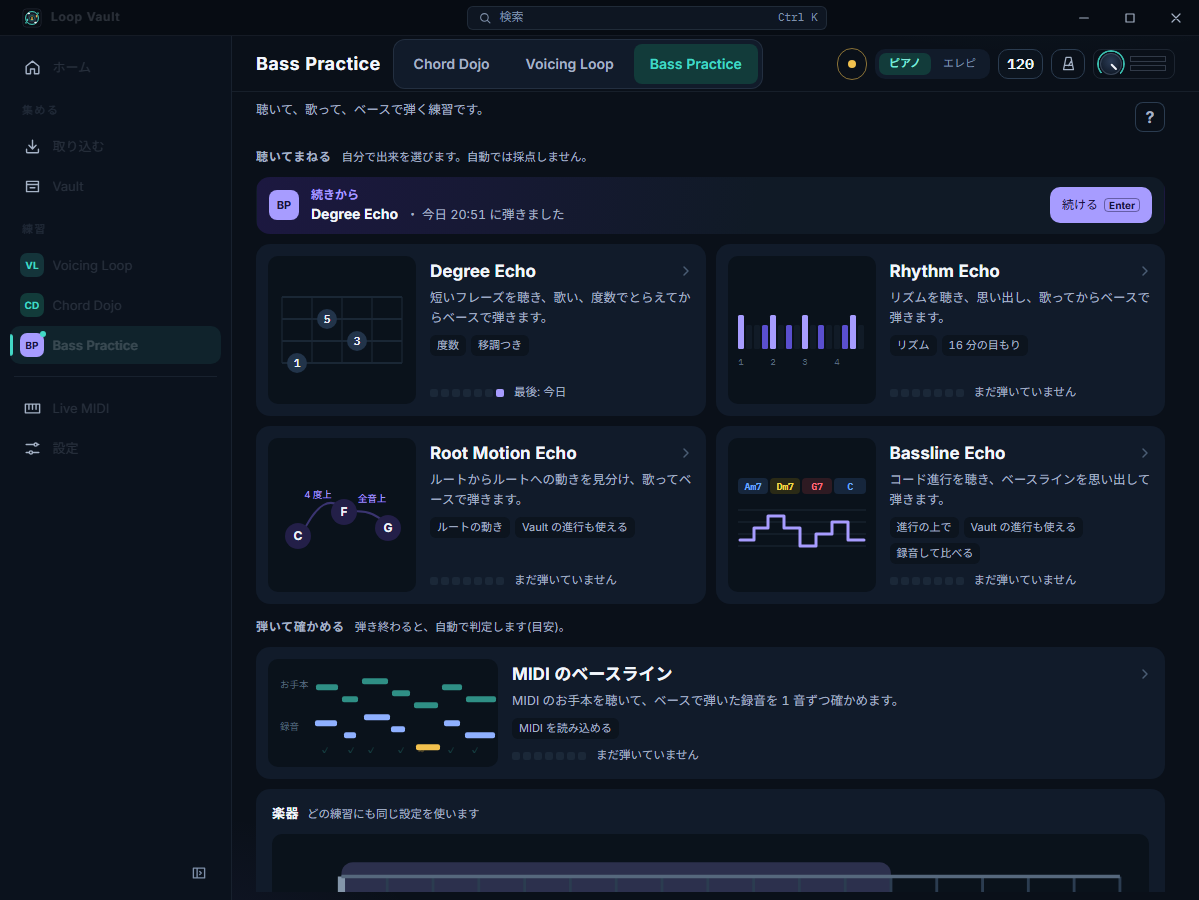 Loop Vault
検索
Ctrl K
ホーム
集める
取り込む
Vault
練習
VL Voicing Loop
CD Chord Dojo
BP Bass Practice
Live MIDI
設定
Bass Practice
Chord Dojo
Voicing Loop
Bass Practice
ピアノ
エレピ
120
聴いて、歌って、ベースで弾く練習です。
?
聴いてまねる 自分で出来を選びます。自動では採点しません。
BP
続きから
Degree Echo ・ 今日 20:51 に弾きました
続ける Enter
5
3
1
Degree Echo
短いフレーズを聴き、歌い、度数でとらえてか
らベースで弾きます。
度数 移調つき
最後: 今日
1 2 3 4
Rhythm Echo
リズムを聴き、思い出し、歌ってからベースで
弾きます。
リズム 16 分の目もり
まだ弾いていません
4 度上
全音上
C
F
G
Root Motion Echo
ルートからルートへの動きを見分け、歌ってベ
ースで弾きます。
ルートの動き Vault の進行も使える
まだ弾いていません
Am7 Dm7 G7 C
Bassline Echo
コード進行を聴き、ベースラインを思い出して
弾きます。
進行の上で Vault の進行も使える
録音して比べる
まだ弾いていません
弾いて確かめる 弾き終わると、自動で判定します(目安)。
お手本
録音
MIDI のベースライン
MIDI のお手本を聴いて、ベースで弾いた録音を 1 音ずつ確かめます。
MIDI を読み込める
まだ弾いていません
楽器 どの練習にも同じ設定を使います